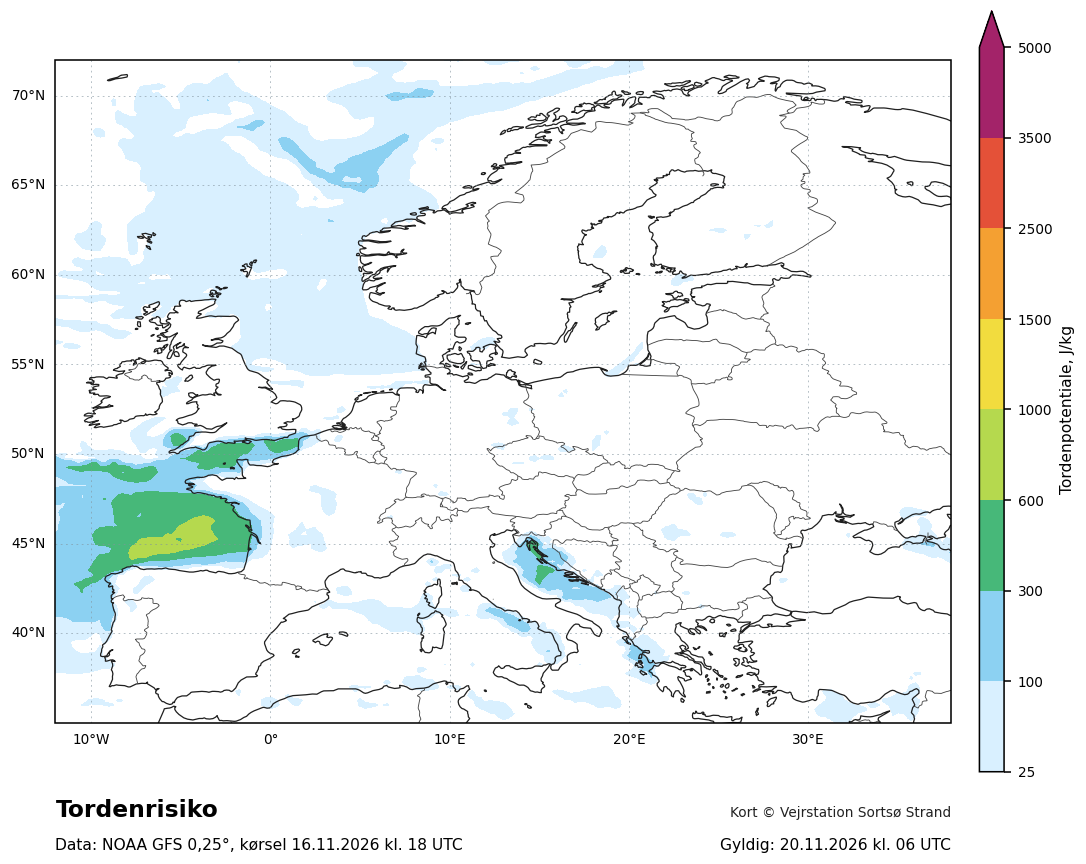 5000
3500
2500
1500
1000
600
300
100
25
Tordenpotentiale, J/kg
70°N
65°N
60°N
55°N
50°N
45°N
40°N
10°W
0°
10°E
20°E
30°E
Tordenrisiko
Kort © Vejrstation Sortsø Strand
Data: NOAA GFS 0,25°, kørsel 16.11.2026 kl. 18 UTC
Gyldig: 20.11.2026 kl. 06 UTC